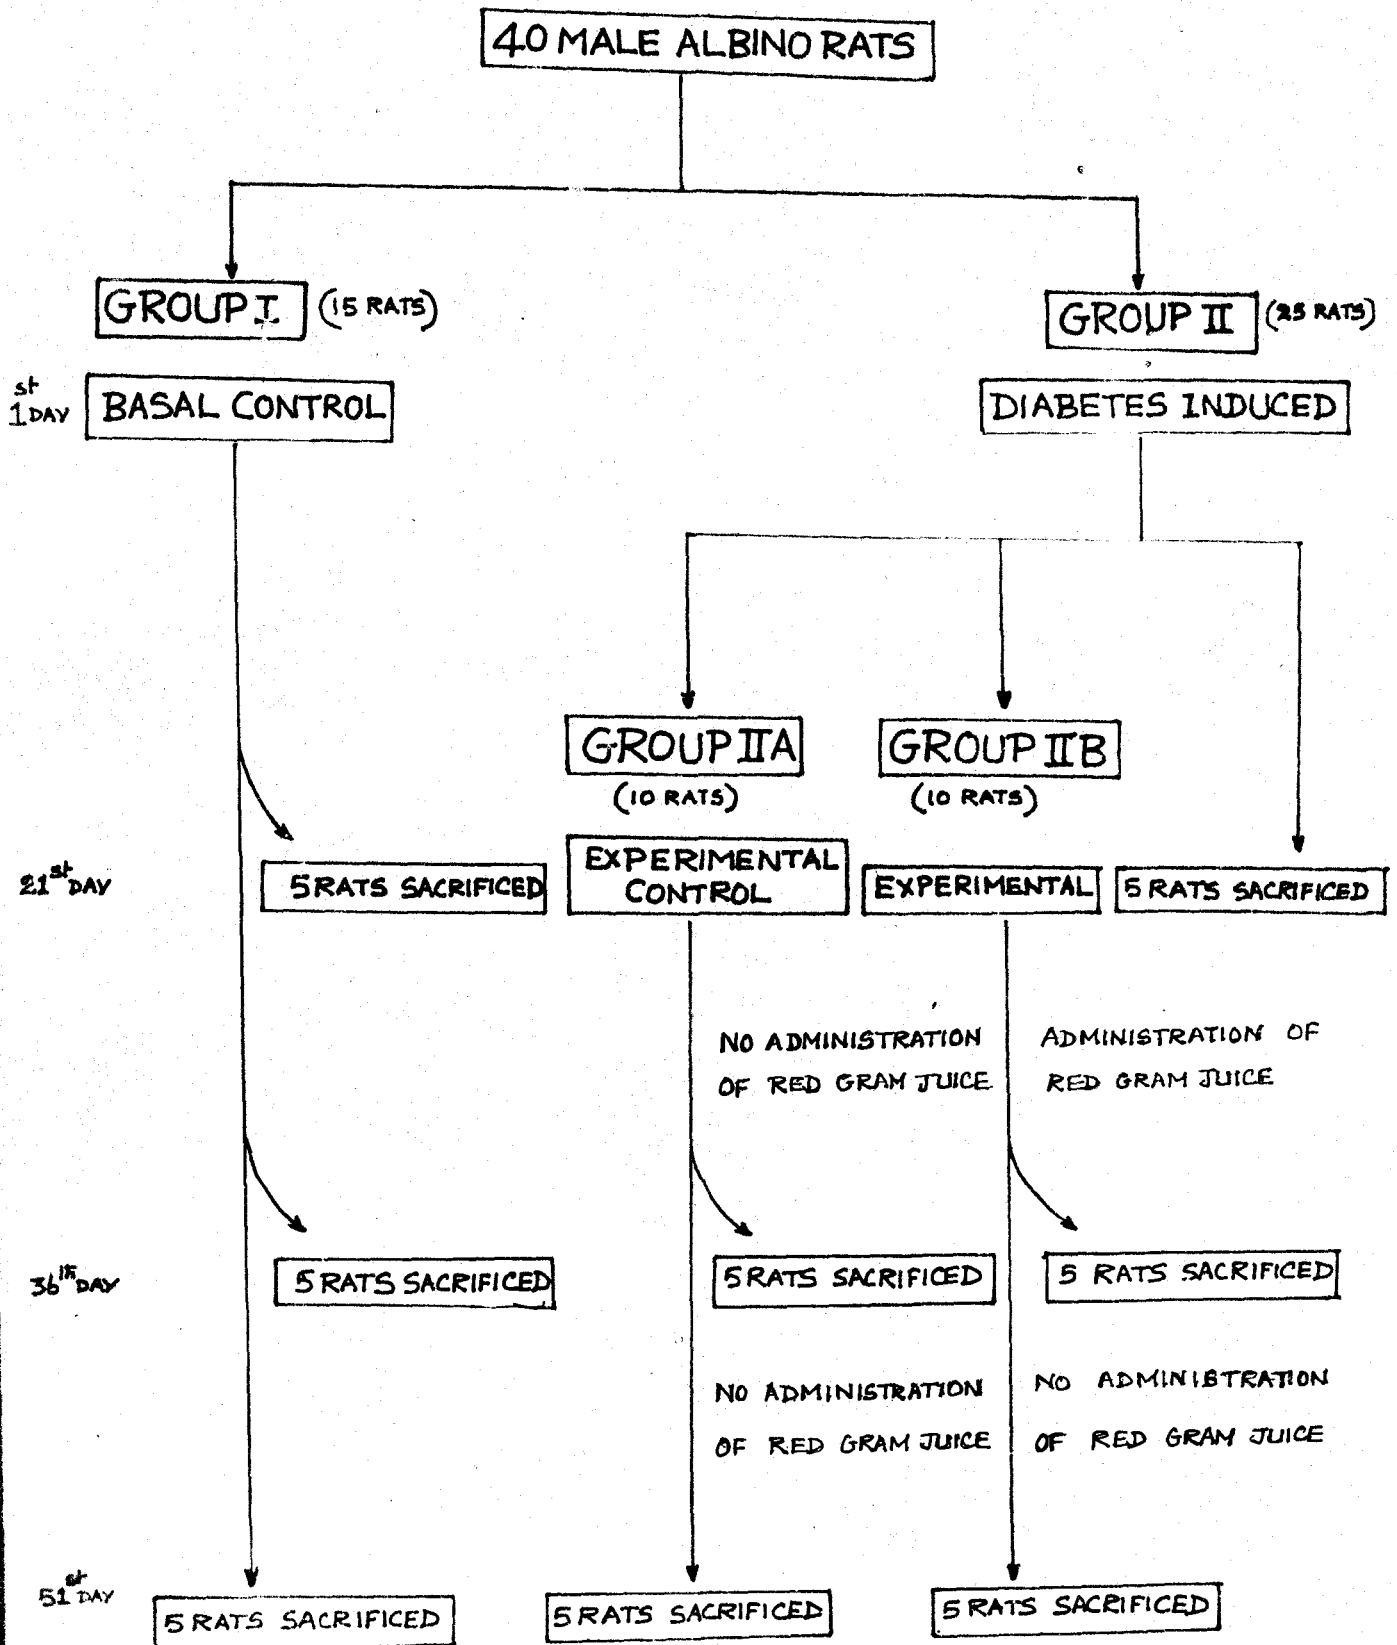 40 MALE ALBINO RATS
GROUP I (15 RATS)
GROUP II (25 RATS)
1st DAY
BASAL CONTROL
DIABETES INDUCED
GROUP IIA
(10 RATS)
GROUP IIB
(10 RATS)
21st DAY
5 RATS SACRIFICED
EXPERIMENTAL
CONTROL
EXPERIMENTAL
5 RATS SACRIFICED
NO ADMINISTRATION
OF RED GRAM JUICE
ADMINISTRATION OF
RED GRAM JUICE
36th DAY
5 RATS SACRIFICED
5 RATS SACRIFICED
5 RATS SACRIFICED
NO ADMINISTRATION
OF RED GRAM JUICE
NO ADMINISTRATION
OF RED GRAM JUICE
51st DAY
5 RATS SACRIFICED
5 RATS SACRIFICED
5 RATS SACRIFICED